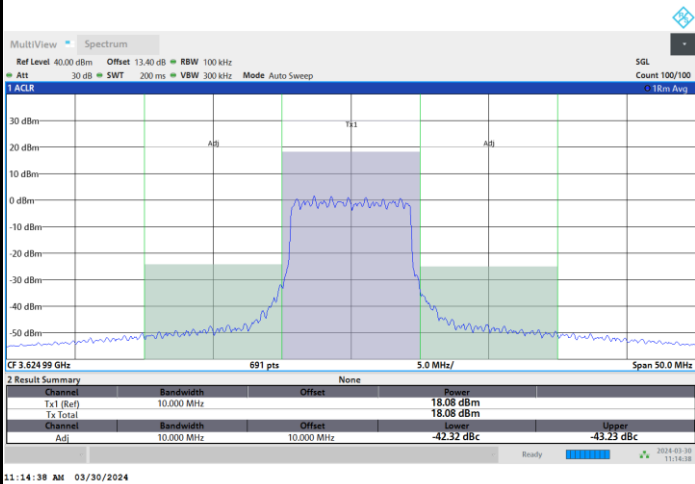 MultiView Spectrum
Ref Level 40.00 dBm Offset 13.40 dB RBW 100 kHz SGL
Att 30 dB SWT 200 ms VBW 300 kHz Mode Auto Sweep Count 100/100
1 ACLR 1Rm Avg
30 dBm
Tx1
20 dBm Adj Adj
10 dBm
0 dBm
-10 dBm
-20 dBm
-30 dBm
-40 dBm
-50 dBm
CF 3.62499 GHz 691 pts 5.0 MHz/ Span 50.0 MHz
2 Result Summary None
Channel Bandwidth Offset Power
Tx1 (Ref) 10.000 MHz 18.08 dBm
Tx Total 18.08 dBm
Channel Bandwidth Offset Lower Upper
Adj 10.000 MHz 10.000 MHz -42.32 dBc -43.23 dBc
Ready 2024-03-30
11:14:38
11:14:38 AM 03/30/2024